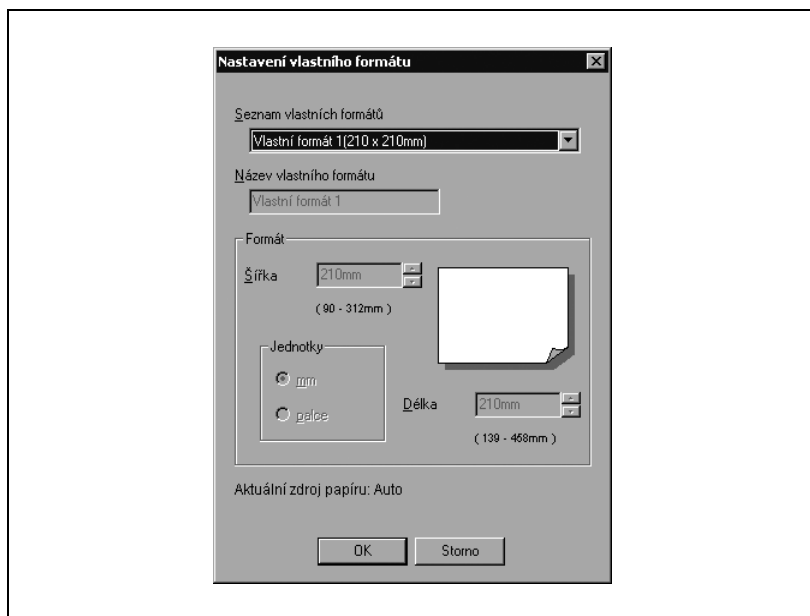 Nastavení vlastního formátu
Seznam vlastních formátů
Vlastní formát 1(210 x 210mm)
Název vlastního formátu
Vlastní formát 1
Formát
Šířka
210mm
( 90 - 312mm )
Jednotky
mm
palce
Délka
210mm
( 139 - 458mm )
Aktuální zdroj papíru: Auto
OK
Storno